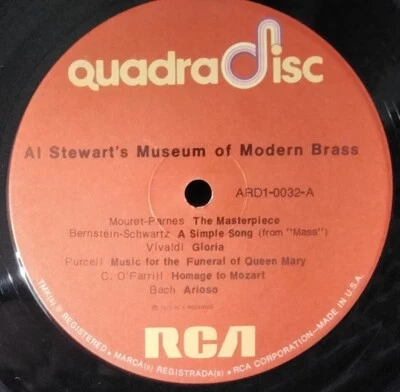 quadradisc
Al Stewart's Museum of Modern Brass
ARD1-0032-A
Mouret-Parnes The Masterpiece
Bernstein-Schwartz A Simple Song (from "Mass")
Vivaldi Gloria
Purcell Music for the Funeral of Queen Mary
C. O'Farrill Homage to Mozart
Bach Arioso
RCA
TMK(s) ® REGISTERED • MARCA(s) REGISTRADA(s) • RCA CORPORATION—MADE IN U.S.A.